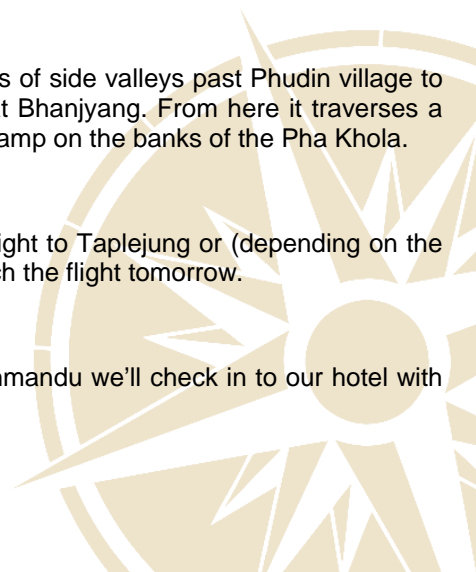 s of side valleys past Phudin village to
t Bhanjyang. From here it traverses a
amp on the banks of the Pha Khola.
ight to Taplejung or (depending on the
ch the flight tomorrow.
nmandu we'll check in to our hotel with